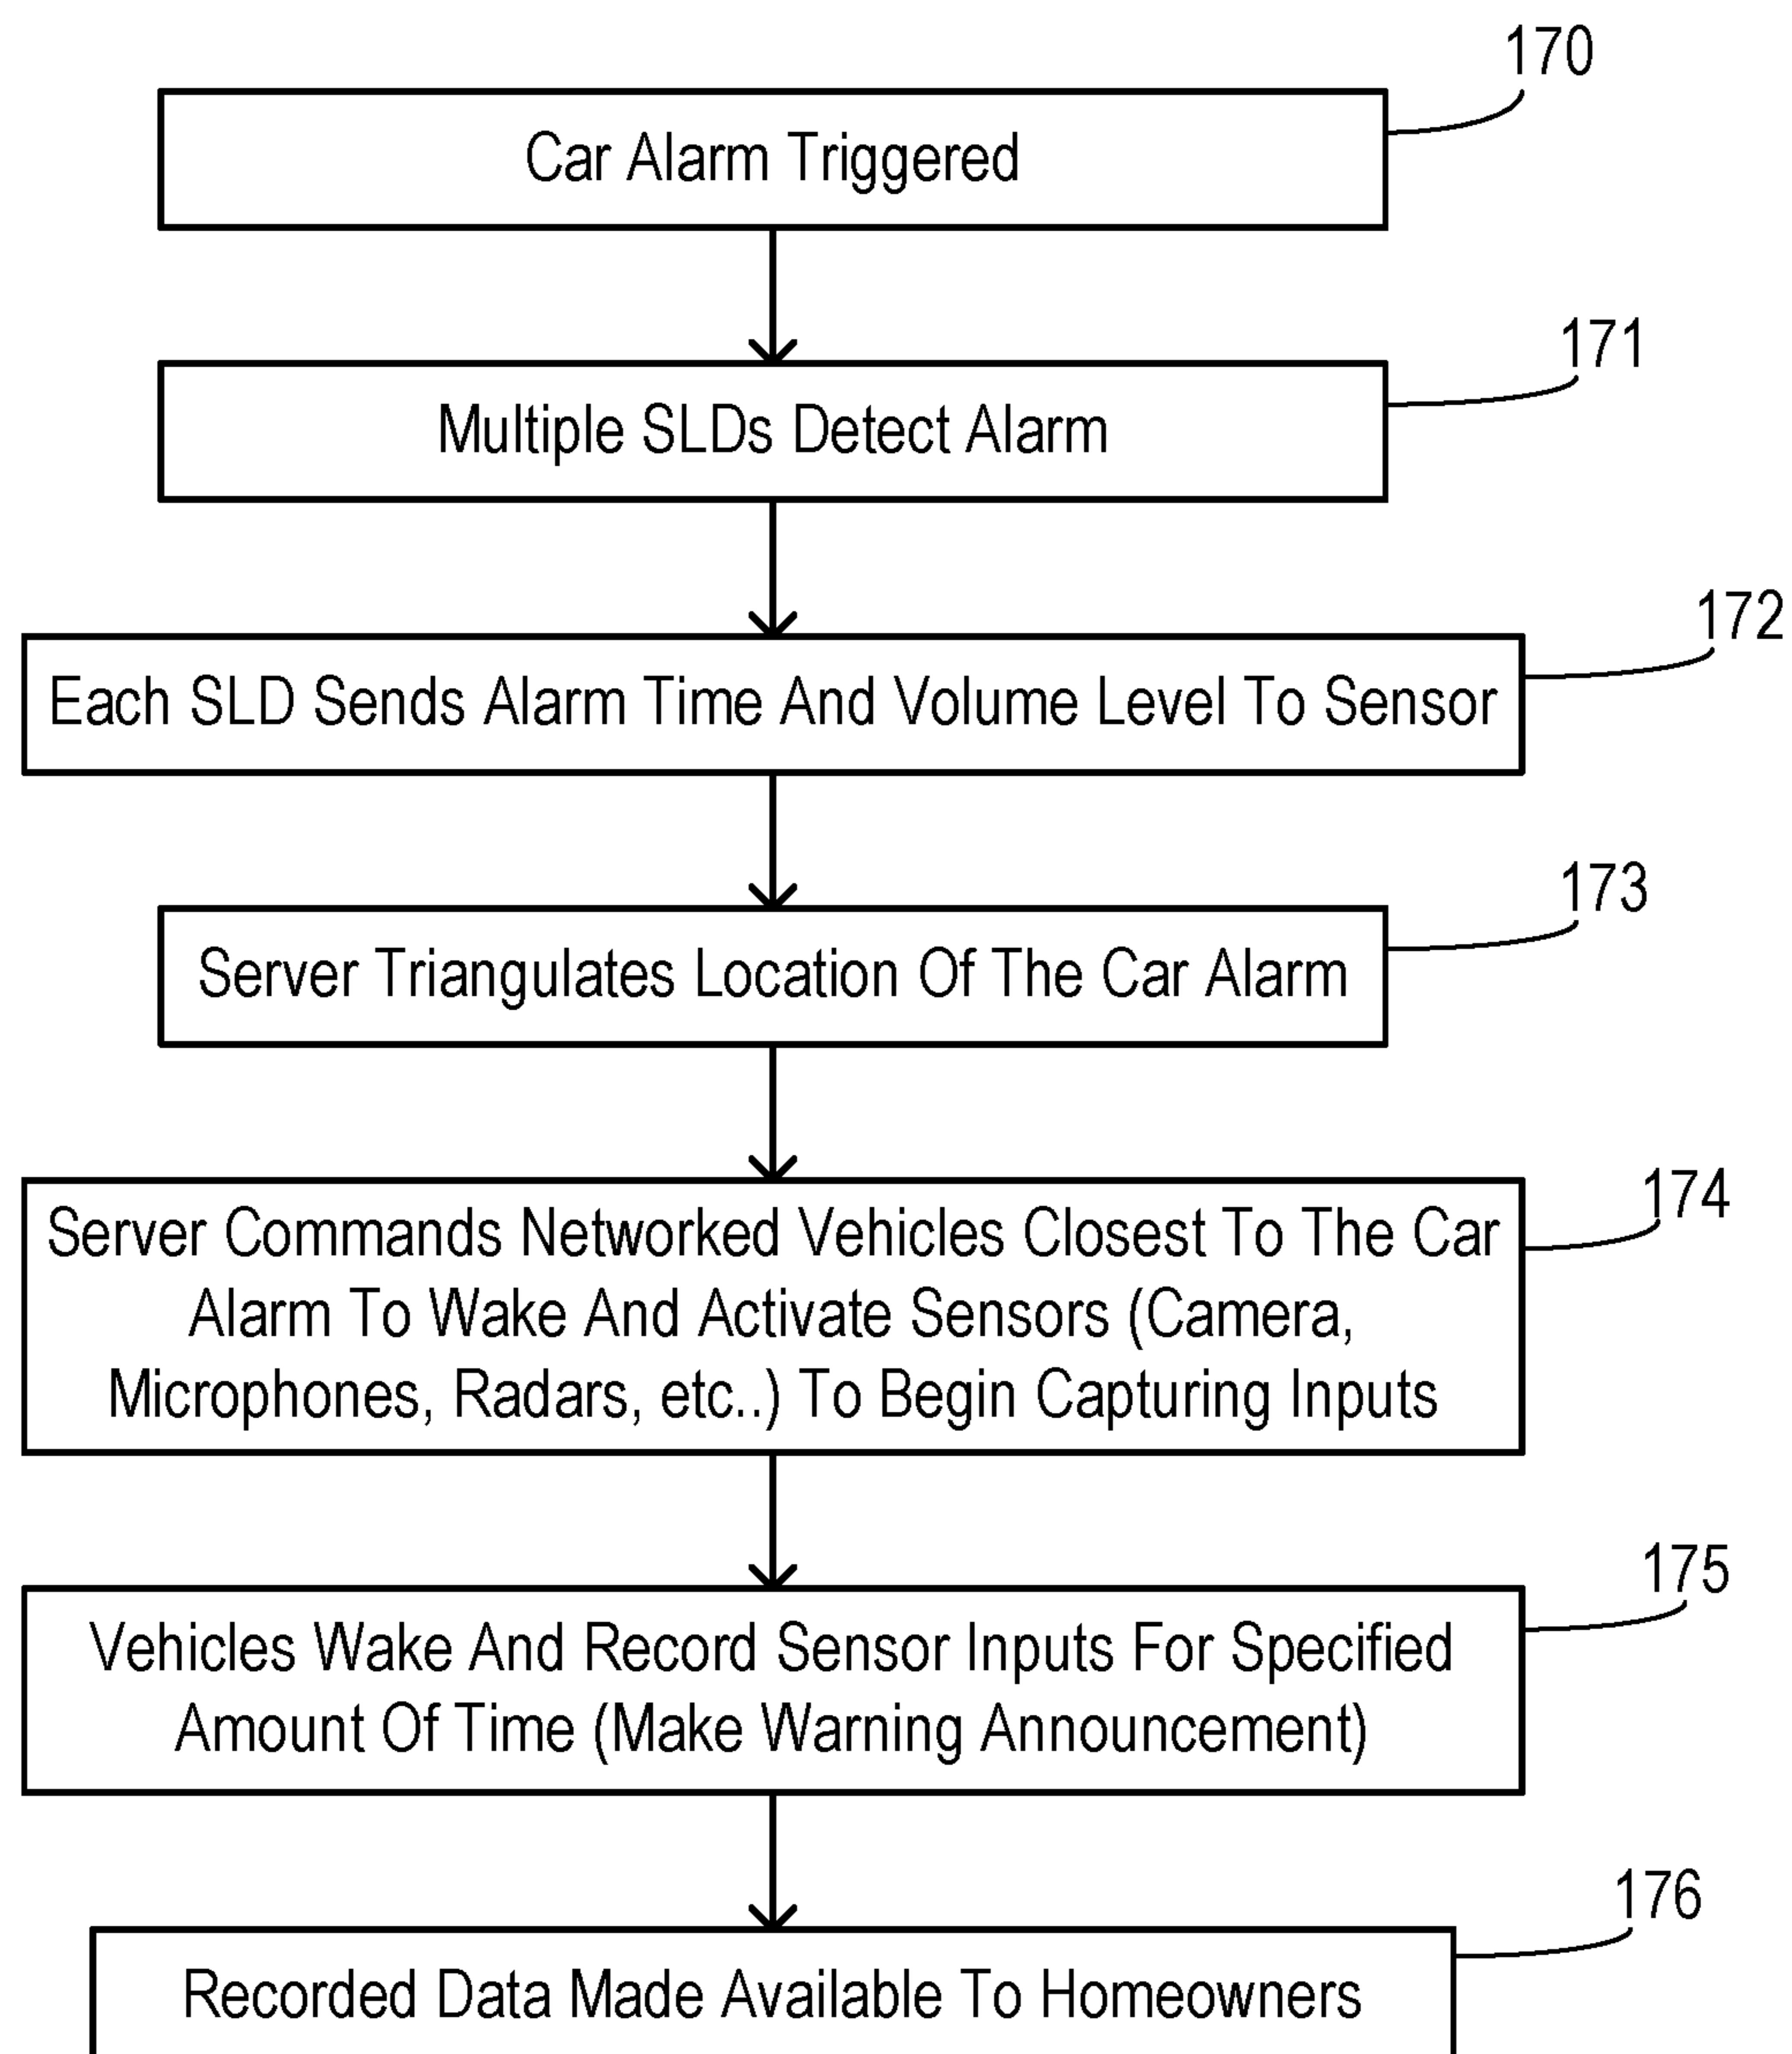 170
Car Alarm Triggered
171
Multiple SLDs Detect Alarm
172
Each SLD Sends Alarm Time And Volume Level To Sensor
173
Server Triangulates Location Of The Car Alarm
174
Server Commands Networked Vehicles Closest To The Car
Alarm To Wake And Activate Sensors (Camera,
Microphones, Radars, etc..) To Begin Capturing Inputs
175
Vehicles Wake And Record Sensor Inputs For Specified
Amount Of Time (Make Warning Announcement)
176
Recorded Data Made Available To Homeowners